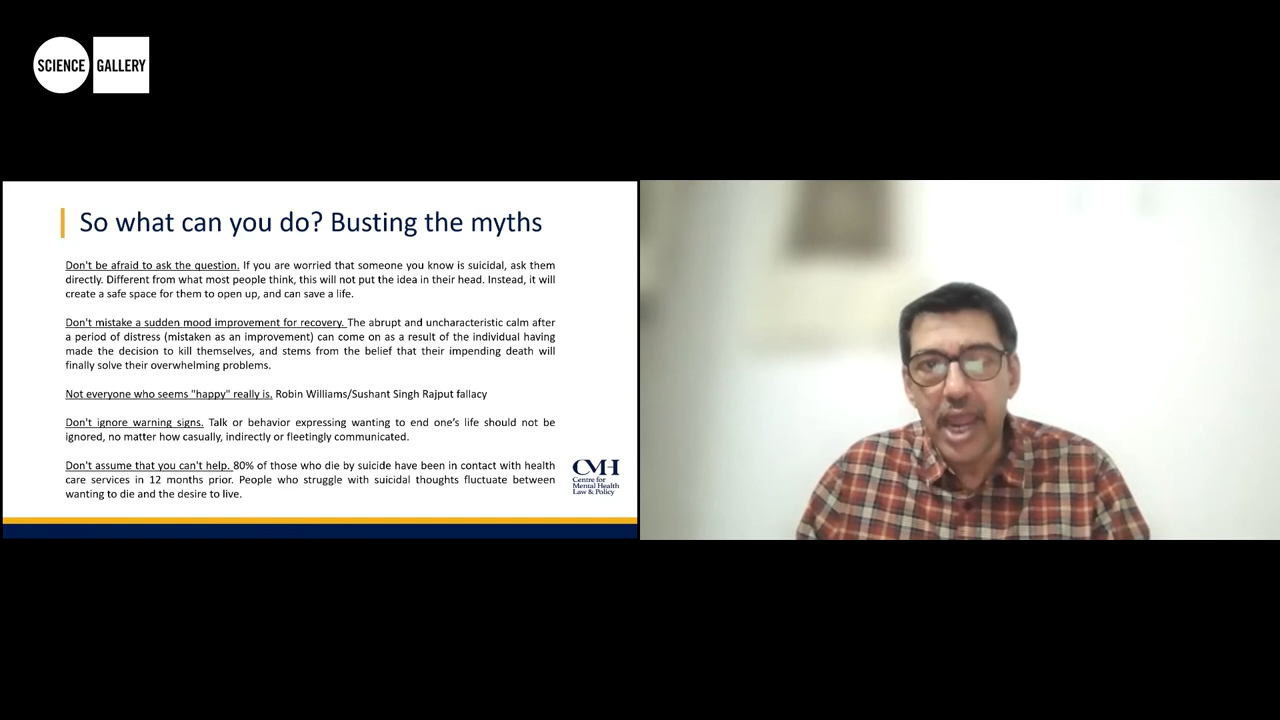 SCIENCE GALLERY
So what can you do? Busting the myths
Don't be afraid to ask the question. If you are worried that someone you know is suicidal, ask them
directly. Different from what most people think, this will not put the idea in their head. Instead, it will
create a safe space for them to open up, and can save a life.
Don't mistake a sudden mood improvement for recovery. The abrupt and uncharacteristic calm after
a period of distress (mistaken as an improvement) can come on as a result of the individual having
made the decision to kill themselves, and stems from the belief that their impending death will
finally solve their overwhelming problems.
Not everyone who seems "happy" really is. Robin Williams/Sushant Singh Rajput fallacy
Don't ignore warning signs. Talk or behavior expressing wanting to end one's life should not be
ignored, no matter how casually, indirectly or fleetingly communicated.
Don't assume that you can't help. 80% of those who die by suicide have been in contact with health
care services in 12 months prior. People who struggle with suicidal thoughts fluctuate between
wanting to die and the desire to live.
CMH
Centre for
Mental Health
Law & Policy